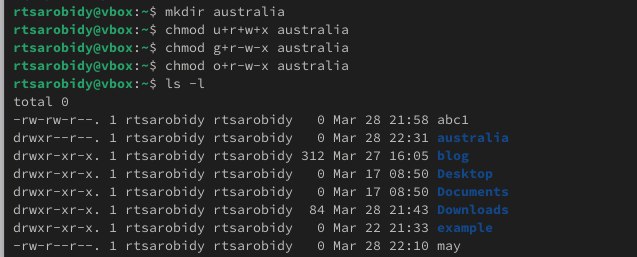 rtsarobidy@vbox:~$ mkdir australia
rtsarobidy@vbox:~$ chmod u+r+w+x australia
rtsarobidy@vbox:~$ chmod g+r-w-x australia
rtsarobidy@vbox:~$ chmod o+r-w-x australia
rtsarobidy@vbox:~$ ls -l
total 0
-rw-rw-r--. 1 rtsarobidy rtsarobidy   0 Mar 28 21:58 abc1
drwxr--r--. 1 rtsarobidy rtsarobidy   0 Mar 28 22:31 australia
drwxr-xr-x. 1 rtsarobidy rtsarobidy 312 Mar 27 16:05 blog
drwxr-xr-x. 1 rtsarobidy rtsarobidy   0 Mar 17 08:50 Desktop
drwxr-xr-x. 1 rtsarobidy rtsarobidy   0 Mar 17 08:50 Documents
drwxr-xr-x. 1 rtsarobidy rtsarobidy  84 Mar 28 21:43 Downloads
drwxr-xr-x. 1 rtsarobidy rtsarobidy   0 Mar 22 21:33 example
-rw-r--r--. 1 rtsarobidy rtsarobidy   0 Mar 28 22:10 may